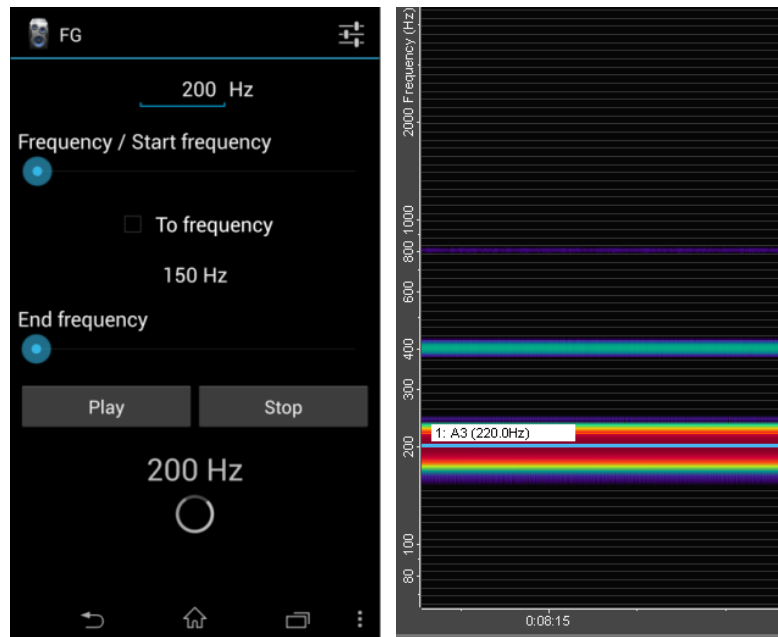 FG
200 Hz
Frequency / Start frequency
To frequency
150 Hz
End frequency
Play Stop
200 Hz
2000 Frequency (Hz)
1000
800
600
400
300
1: A3 (220.0Hz)
200
100
80
0:08:15